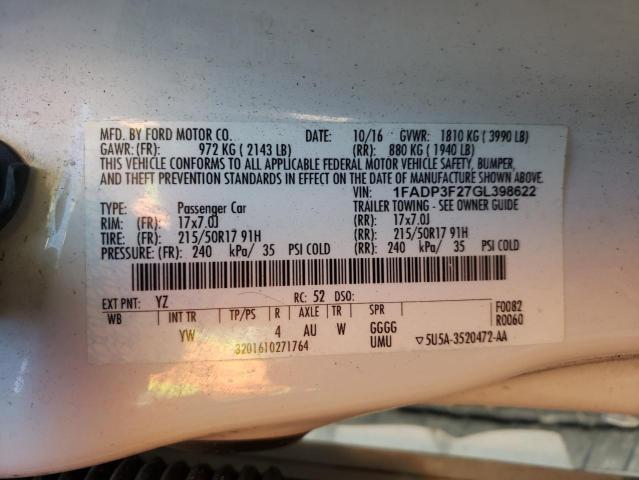 MFD. BY FORD MOTOR CO. DATE: 10/16 GVWR: 1810 KG ( 3990 LB)
GAWR: (FR): 972 KG ( 2143 LB) (RR): 880 KG ( 1940 LB)
THIS VEHICLE CONFORMS TO ALL APPLICABLE FEDERAL MOTOR VEHICLE SAFETY, BUMPER,
AND THEFT PREVENTION STANDARDS IN EFFECT ON THE DATE OF MANUFACTURE SHOWN ABOVE.
VIN: 1FADP3F27GL398622
TYPE: Passenger Car TRAILER TOWING - SEE OWNER GUIDE
RIM: (FR): 17x7.0J (RR): 17x7.0J
TIRE: (FR): 215/50R17 91H (RR): 215/50R17 91H
PRESSURE: (FR): 240 kPa/ 35 PSI COLD (RR): 240 kPa/ 35 PSI COLD
EXT PNT: YZ RC: 52 DSO:
WB INT TR TP/PS R AXLE TR SPR F0082
YW 4 AU W GGGG R0060
3201610271764 UMU ▽5U5A-3520472-AA